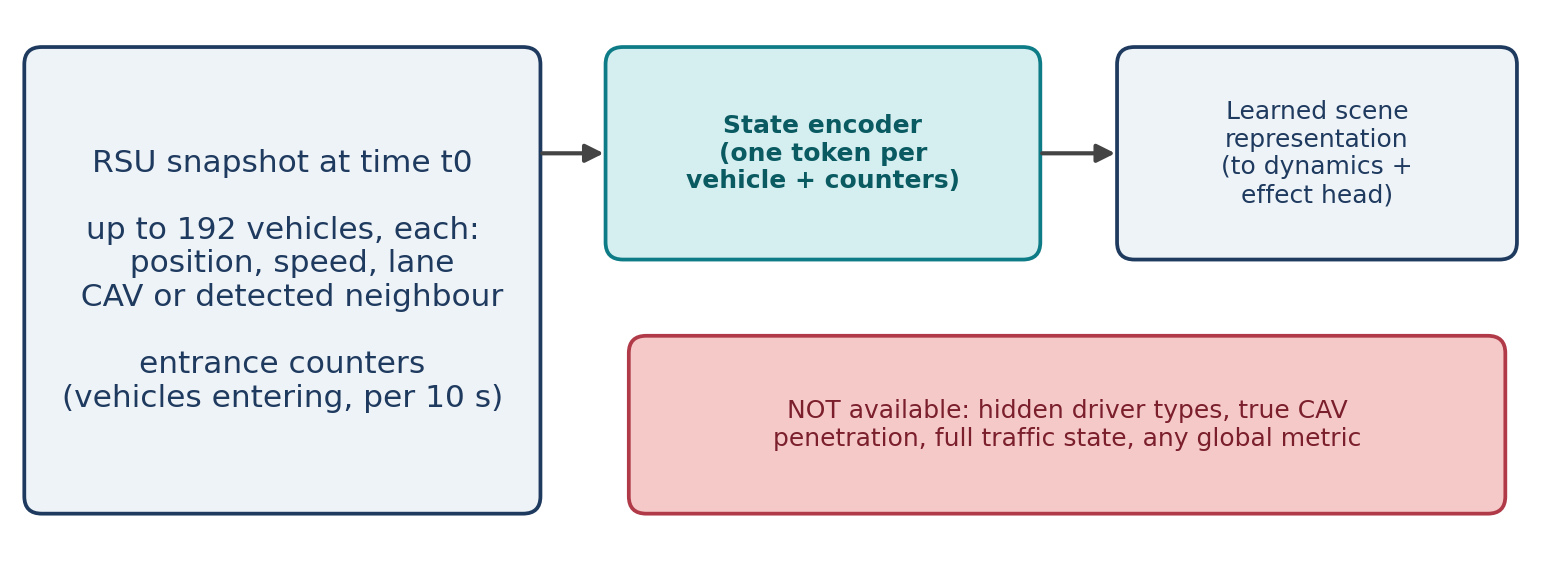 RSU snapshot at time t0
up to 192 vehicles, each:
position, speed, lane
CAV or detected neighbour
entrance counters
(vehicles entering, per 10 s)
State encoder
(one token per
vehicle + counters)
Learned scene
representation
(to dynamics +
effect head)
NOT available: hidden driver types, true CAV
penetration, full traffic state, any global metric